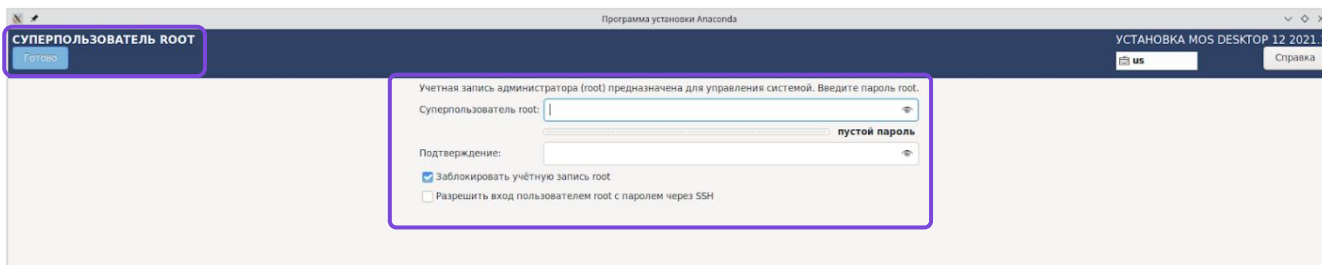 Программа установки Anaconda
СУПЕРПОЛЬЗОВАТЕЛЬ ROOT
Готово
УСТАНОВКА MOS DESKTOP 12 2021.
us
Справка
Учетная запись администратора (root) предназначена для управления системой. Введите пароль root.
Суперпользователь root:
пустой пароль
Подтверждение:
Заблокировать учётную запись root
Разрешить вход пользователем root с паролем через SSH